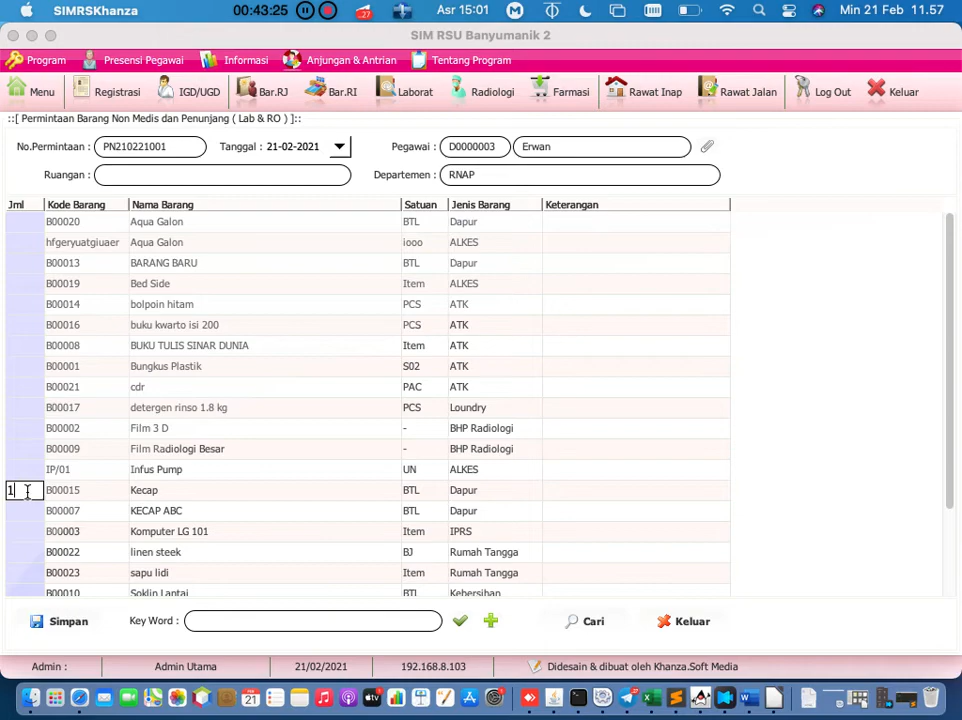 SIMRSKhanza 00:43:25 27 Asr 15:01 Min 21 Feb 11.57
SIM RSU Banyumanik 2
Program Presensi Pegawai Informasi Anjungan & Antrian Tentang Program
Menu Registrasi IGD/UGD Bar.RJ Bar.RI Laborat Radiologi Farmasi Rawat Inap Rawat Jalan Log Out Keluar
::[ Permintaan Barang Non Medis dan Penunjang ( Lab & RO ) ]::
No.Permintaan : PN210221001 Tanggal : 21-02-2021 Pegawai : D0000003 Erwan
Ruangan : Departemen : RNAP
Jml Kode Barang Nama Barang Satuan Jenis Barang Keterangan
B00020 Aqua Galon BTL Dapur
hfgeryuatgiuaer Aqua Galon iooo ALKES
B00013 BARANG BARU BTL Dapur
B00019 Bed Side Item ALKES
B00014 bolpoin hitam PCS ATK
B00016 buku kwarto isi 200 PCS ATK
B00008 BUKU TULIS SINAR DUNIA Item ATK
B00001 Bungkus Plastik S02 ATK
B00021 cdr PAC ATK
B00017 detergen rinso 1.8 kg PCS Loundry
B00002 Film 3 D - BHP Radiologi
B00009 Film Radiologi Besar - BHP Radiologi
IP/01 Infus Pump UN ALKES
1 B00015 Kecap BTL Dapur
B00007 KECAP ABC BTL Dapur
B00003 Komputer LG 101 Item IPRS
B00022 linen steek BJ Rumah Tangga
B00023 sapu lidi Item Rumah Tangga
B00010 Soklin Lantai BTL Kebersihan
Simpan Key Word : Cari Keluar
Admin : Admin Utama 21/02/2021 192.168.8.103 Didesain & dibuat oleh Khanza.Soft Media